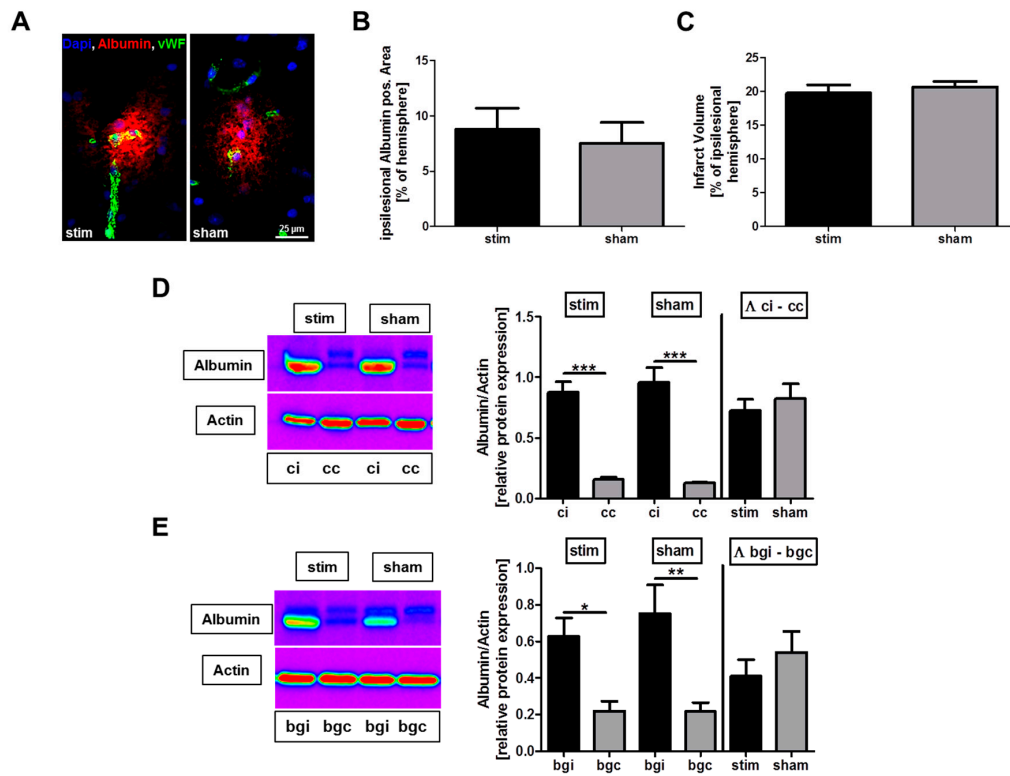 A
Dapi, Albumin, vWF
stim
sham
25 µm
B
ipsilesional Albumin pos. Area
[% of hemisphere]
15
10
5
0
stim sham
C
Infarct Volume
[% of ipsilesional
hemisphere]
25
20
15
10
5
0
stim sham
D
stim sham
Albumin
Actin
ci cc ci cc
Albumin/Actin
[relative protein expression]
stim sham Λ ci - cc
1.5
1.0
0.5
0.0
*** ***
ci cc ci cc stim sham
E
stim sham
Albumin
Actin
bgi bgc bgi bgc
Albumin/Actin
[relative protein expression]
stim sham Λ bgi - bgc
1.0
0.8
0.6
0.4
0.2
0.0
* **
bgi bgc bgi bgc stim sham